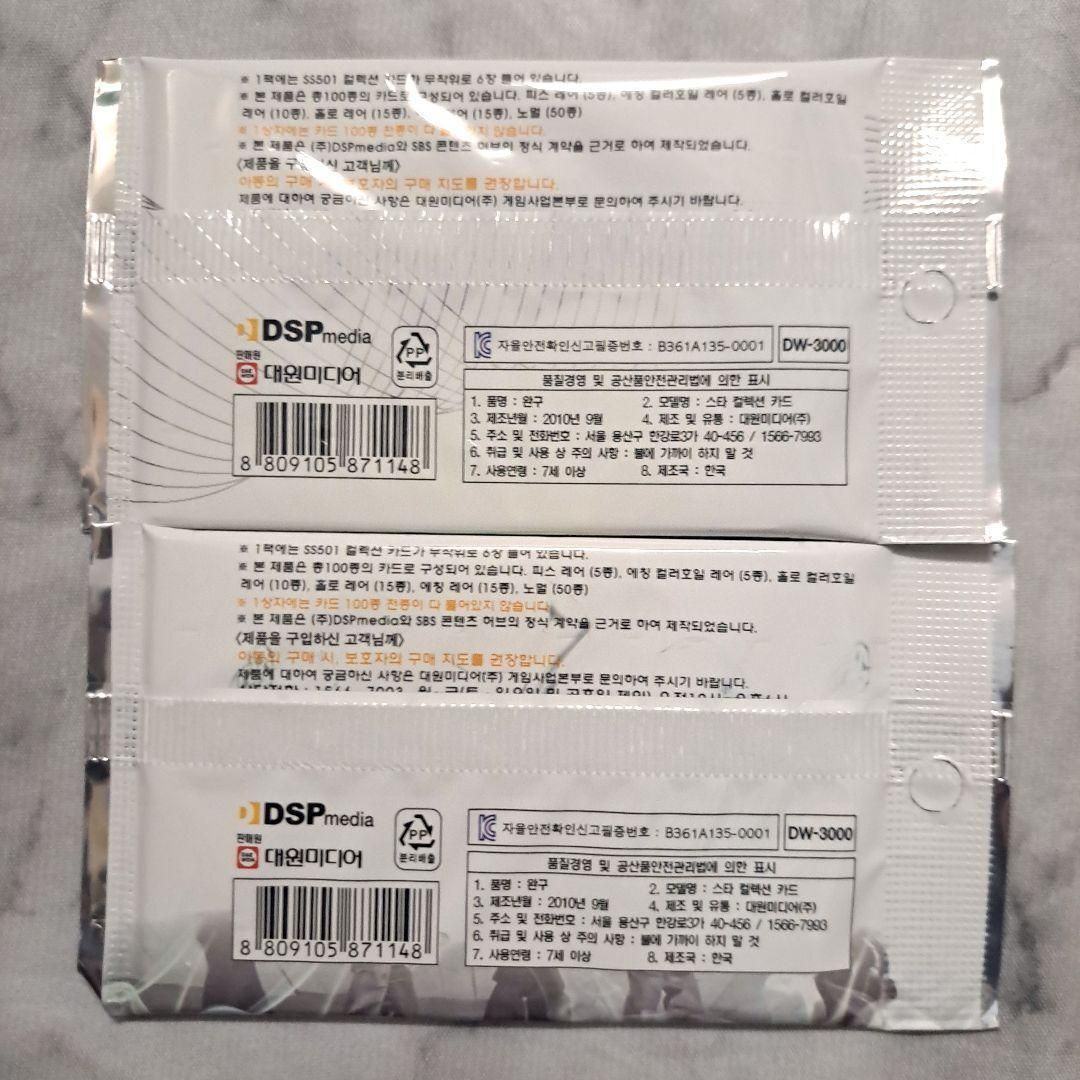 ※ 1팩에는 SS501 컬렉션 카드가 무작위로 6장 들어 있습니다.
※ 본 제품은 총100종의 카드로 구성되어 있습니다. 피스 레어 (5종), 에칭 컬러호일 레어 (5종), 홀로 컬러호일
레어 (10종), 홀로 레어 (15종), 레어 (15종), 노멀 (50종)
※ 1상자에는 카드 100종 전종이 다 들어있지 않습니다.
※ 본 제품은 (주)DSPmedia와 SBS 콘텐츠 허브의 정식 계약을 근거로 하여 제작되었습니다.
<제품을 구입하신 고객님께>
아동의 구매 시, 보호자의 구매 지도를 권장합니다.
제품에 대하여 궁금하신 사항은 대원미디어(주) 게임사업본부로 문의하여 주시기 바랍니다.
DSPmedia
판매원
대원미디어
PP
분리배출
KC 자율안전확인신고필증번호 : B361A135-0001
DW-3000
품질경영 및 공산품안전관리법에 의한 표시
1. 품명 : 완구 2. 모델명 : 스타 컬렉션 카드
3. 제조년월 : 2010년 9월 4. 제조 및 유통 : 대원미디어(주)
5. 주소 및 전화번호 : 서울 용산구 한강로3가 40-456 / 1566-7993
6. 취급 및 사용 상 주의 사항 : 불에 가까이 하지 말 것
7. 사용연령 : 7세 이상 8. 제조국 : 한국
8 809105 871148
※ 1팩에는 SS501 컬렉션 카드가 무작위로 6장 들어 있습니다.
※ 본 제품은 총100종의 카드로 구성되어 있습니다. 피스 레어 (5종), 에칭 컬러호일 레어 (5종), 홀로 컬러호일
레어 (10종), 홀로 레어 (15종), 에칭 레어 (15종), 노멀 (50종)
※ 1상자에는 카드 100종 전종이 다 들어있지 않습니다.
※ 본 제품은 (주)DSPmedia와 SBS 콘텐츠 허브의 정식 계약을 근거로 하여 제작되었습니다.
<제품을 구입하신 고객님께>
아동의 구매 시, 보호자의 구매 지도를 권장합니다.
제품에 대하여 궁금하신 사항은 대원미디어(주) 게임사업본부로 문의하여 주시기 바랍니다.
DSPmedia
판매원
대원미디어
PP
분리배출
KC 자율안전확인신고필증번호 : B361A135-0001
DW-3000
품질경영 및 공산품안전관리법에 의한 표시
1. 품명 : 완구 2. 모델명 : 스타 컬렉션 카드
3. 제조년월 : 2010년 9월 4. 제조 및 유통 : 대원미디어(주)
5. 주소 및 전화번호 : 서울 용산구 한강로3가 40-456 / 1566-7993
6. 취급 및 사용 상 주의 사항 : 불에 가까이 하지 말 것
7. 사용연령 : 7세 이상 8. 제조국 : 한국
8 809105 871148